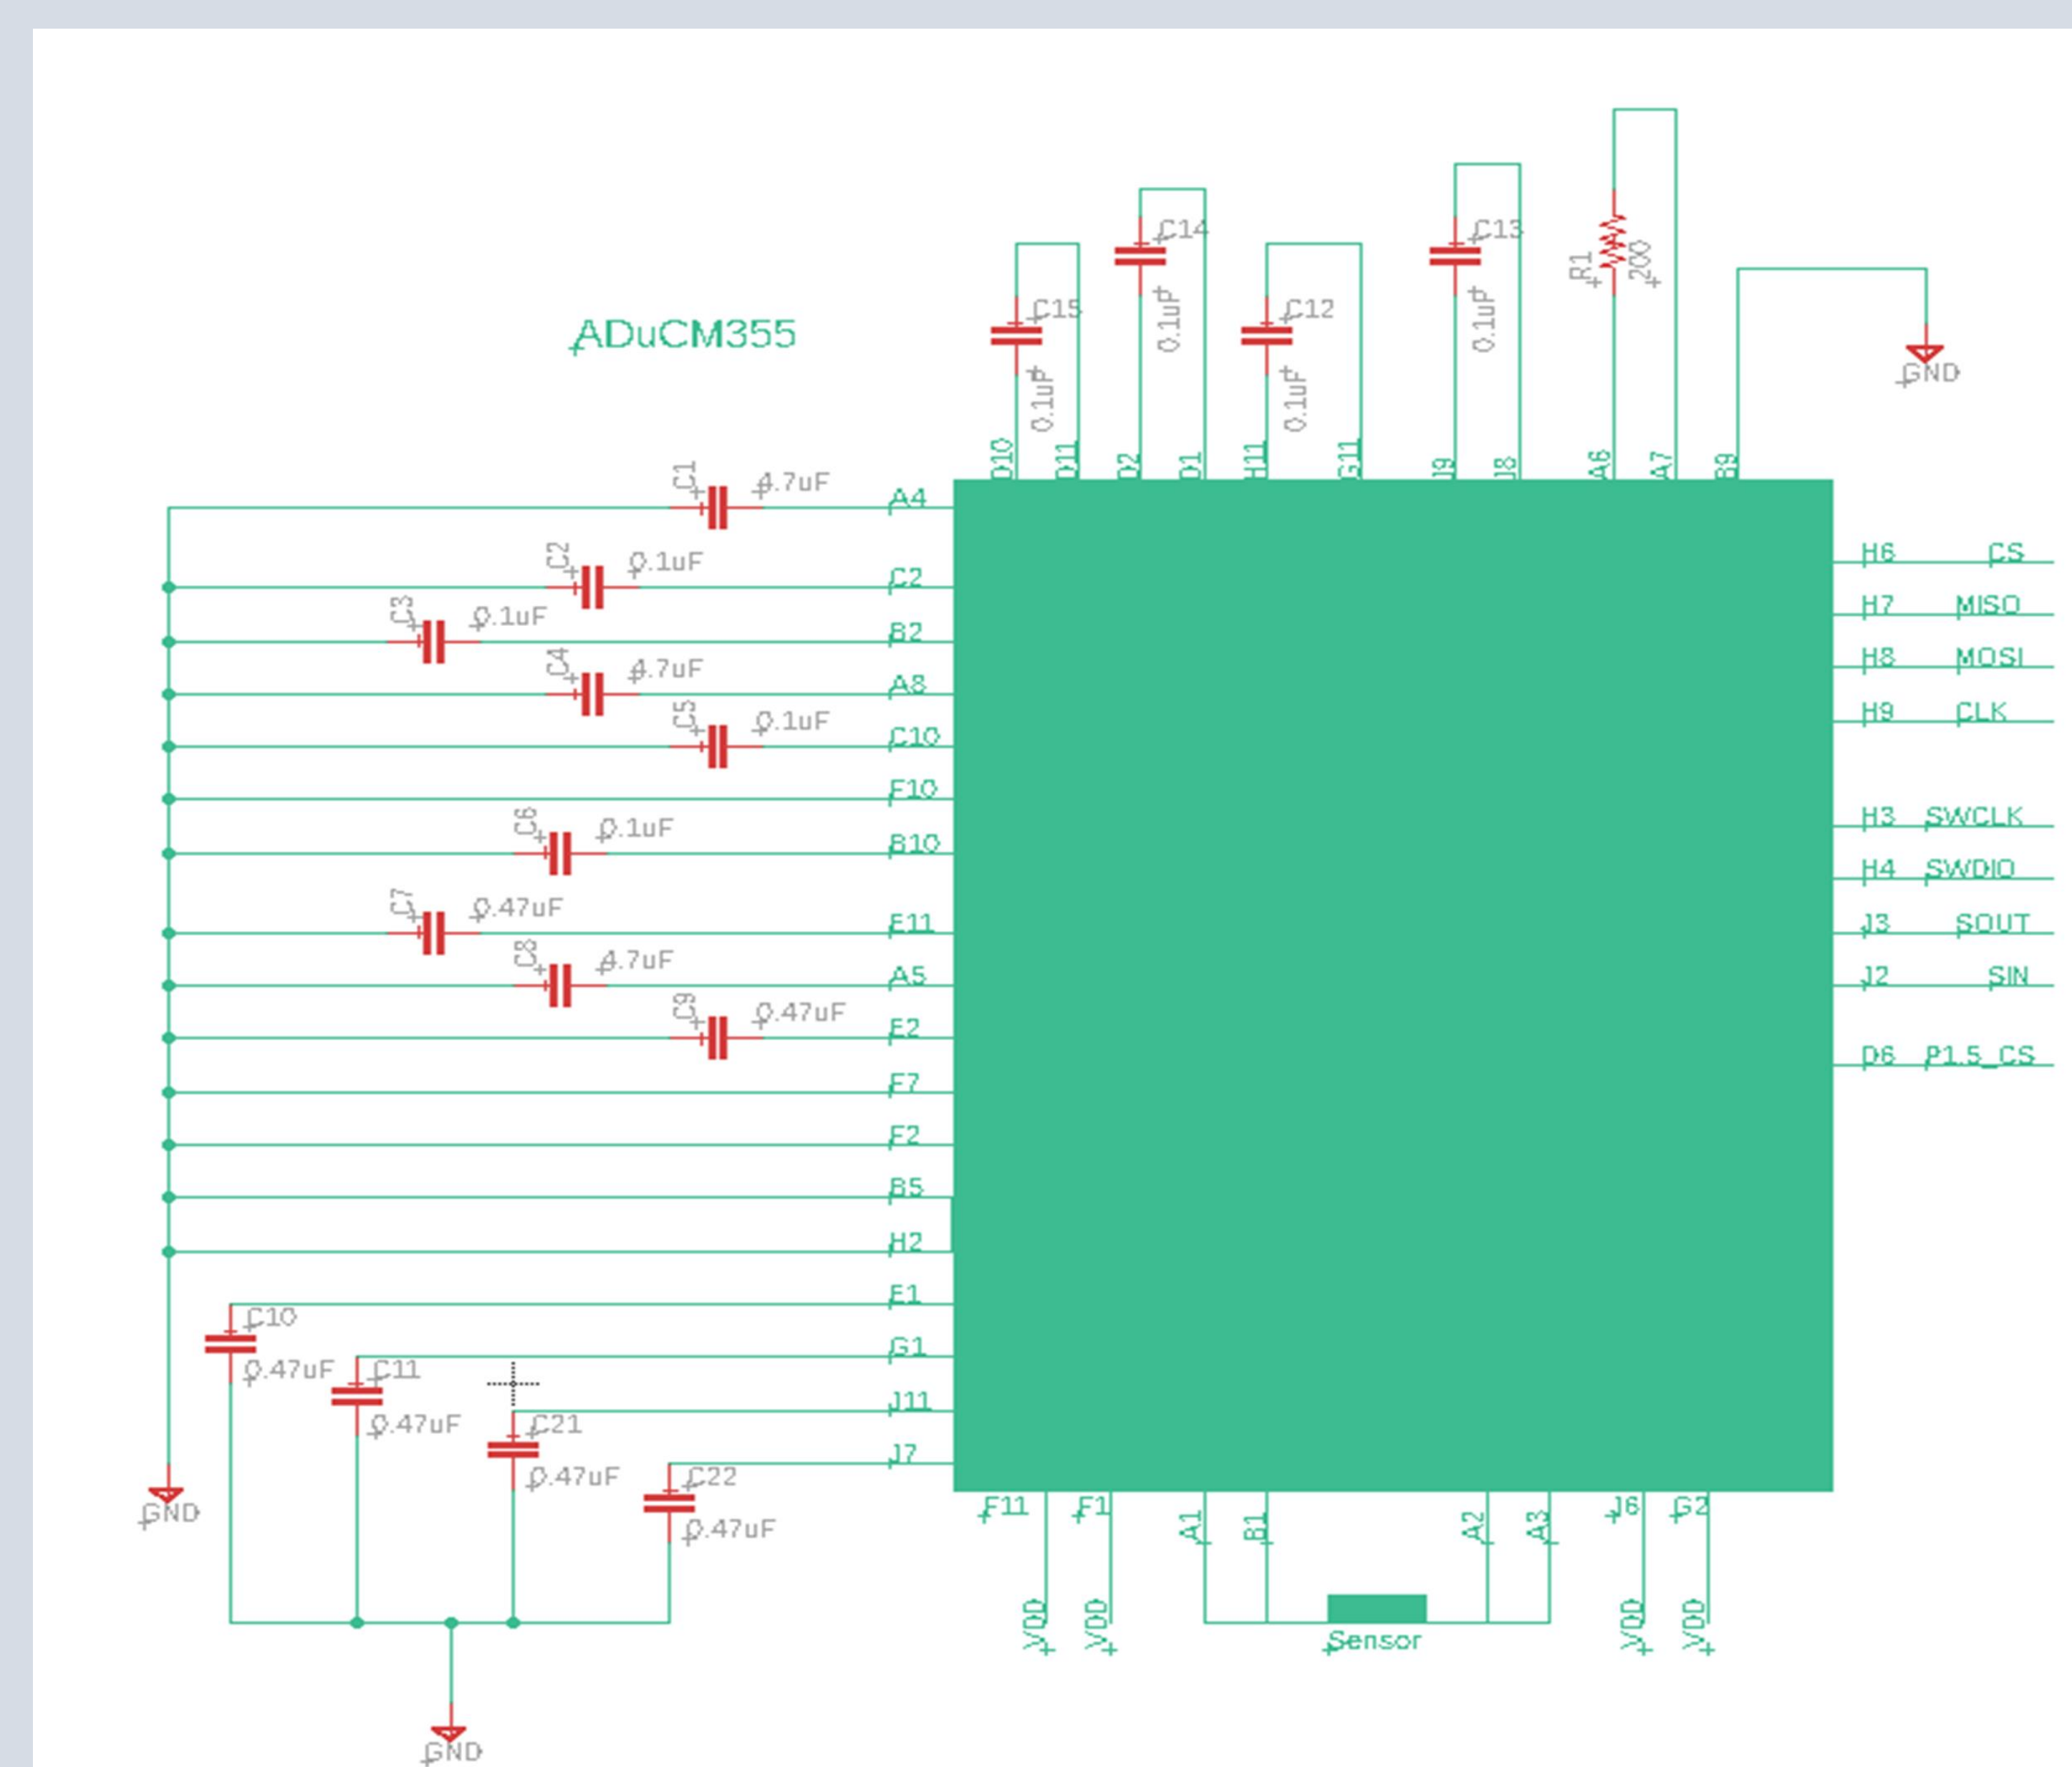 C14
C13
R1
200
C15
0.1uF
C12
0.1uF
ADuCM355
GND
0.1uF
0.1uF
D10
D11
D2
D1
H11
G11
J9
J8
A6
A7
B9
C1
4.7uF
A4
C2
0.1uF
C2
H6 CS
C3
0.1uF
B2
H7 MISO
C4
4.7uF
A8
H8 MOSI
C5
0.1uF
C10
H9 CLK
F10
C6
0.1uF
B10
H3 SWCLK
H4 SWDIO
C7
0.47uF
E11
J3 SOUT
C8
4.7uF
A5
J2 SIN
C9
0.47uF
E2
D6 P1.5_CS
F7
F2
B5
H2
E1
C10
0.47uF
G1
C11
0.47uF
J11
C21
0.47uF
J7
C22
0.47uF
GND
F11
F1
A1
B1
A2
A3
J6
G2
VDD
VDD
Sensor
VDD
VDD
GND